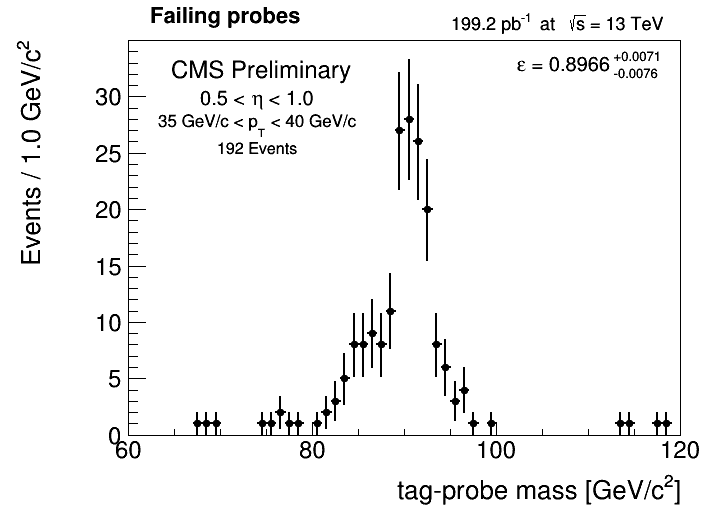 Failing probes
199.2 pb⁻¹ at √s = 13 TeV
CMS Preliminary
0.5 < η < 1.0
35 GeV/c < p_T < 40 GeV/c
192 Events
ε = 0.8966 +0.0071 -0.0076
Events / 1.0 GeV/c²
30
25
20
15
10
5
0
60 80 100 120
tag-probe mass [GeV/c²]